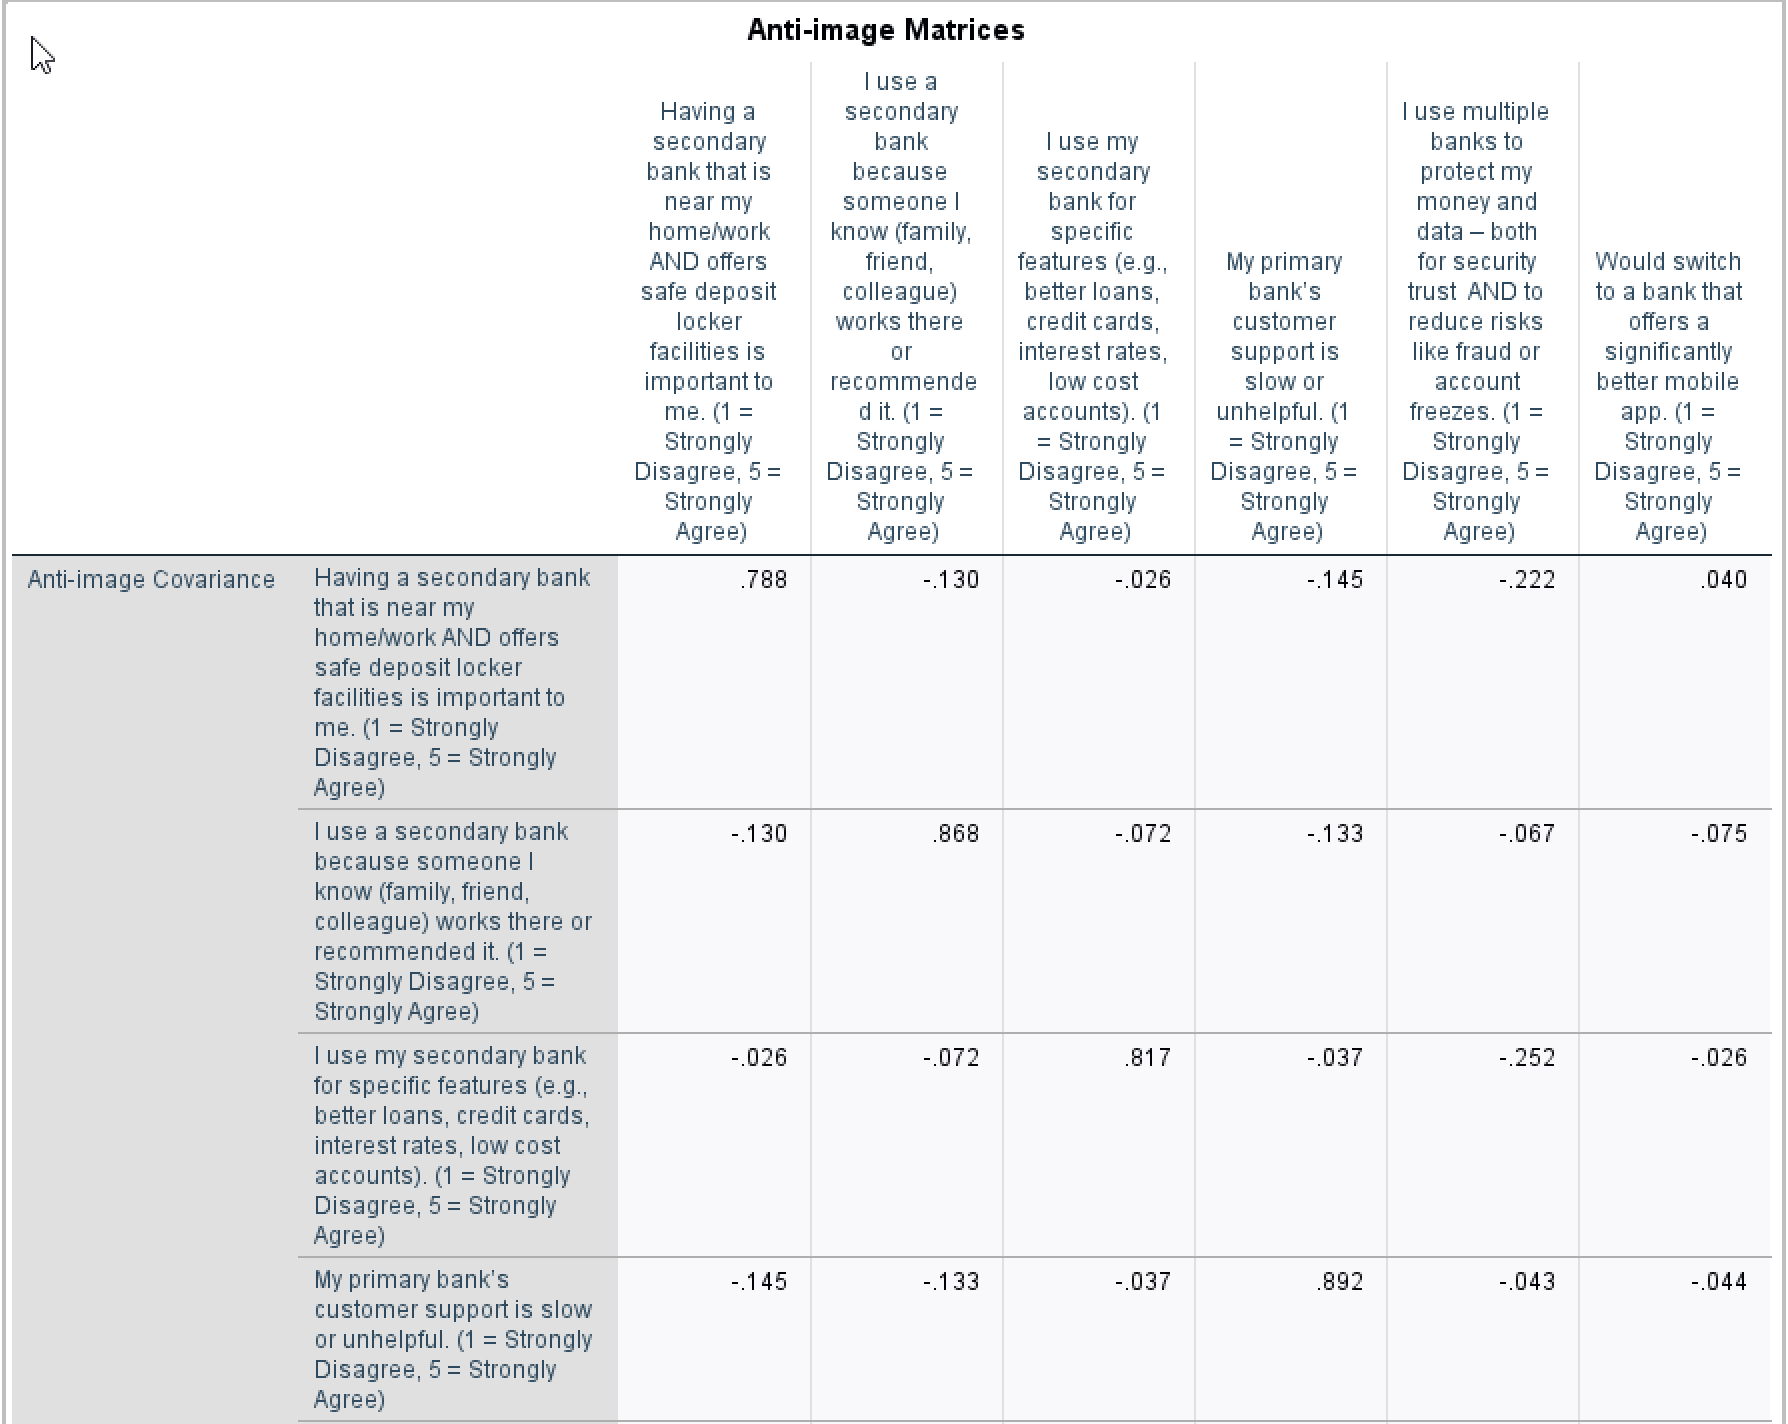 Anti-image Matrices
Having a
secondary
bank that is
near my
home/work
AND offers
safe deposit
locker
facilities is
important to
me. (1 =
Strongly
Disagree, 5 =
Strongly
Agree)
I use a
secondary
bank
because
someone I
know (family,
friend,
colleague)
works there
or
recommende
d it. (1 =
Strongly
Disagree, 5 =
Strongly
Agree)
I use my
secondary
bank for
specific
features (e.g.,
better loans,
credit cards,
interest rates,
low cost
accounts). (1
= Strongly
Disagree, 5 =
Strongly
Agree)
My primary
bank's
customer
support is
slow or
unhelpful. (1
= Strongly
Disagree, 5 =
Strongly
Agree)
I use multiple
banks to
protect my
money and
data – both
for security
trust  AND to
reduce risks
like fraud or
account
freezes. (1 =
Strongly
Disagree, 5 =
Strongly
Agree)
Would switch
to a bank that
offers a
significantly
better mobile
app. (1 =
Strongly
Disagree, 5 =
Strongly
Agree)
Anti-image Covariance
Having a secondary bank
that is near my
home/work AND offers
safe deposit locker
facilities is important to
me. (1 = Strongly
Disagree, 5 = Strongly
Agree)
.788 -.130 -.026 -.145 -.222 .040
I use a secondary bank
because someone I
know (family, friend,
colleague) works there or
recommended it. (1 =
Strongly Disagree, 5 =
Strongly Agree)
-.130 .868 -.072 -.133 -.067 -.075
I use my secondary bank
for specific features (e.g.,
better loans, credit cards,
interest rates, low cost
accounts). (1 = Strongly
Disagree, 5 = Strongly
Agree)
-.026 -.072 .817 -.037 -.252 -.026
My primary bank's
customer support is slow
or unhelpful. (1 = Strongly
Disagree, 5 = Strongly
Agree)
-.145 -.133 -.037 .892 -.043 -.044